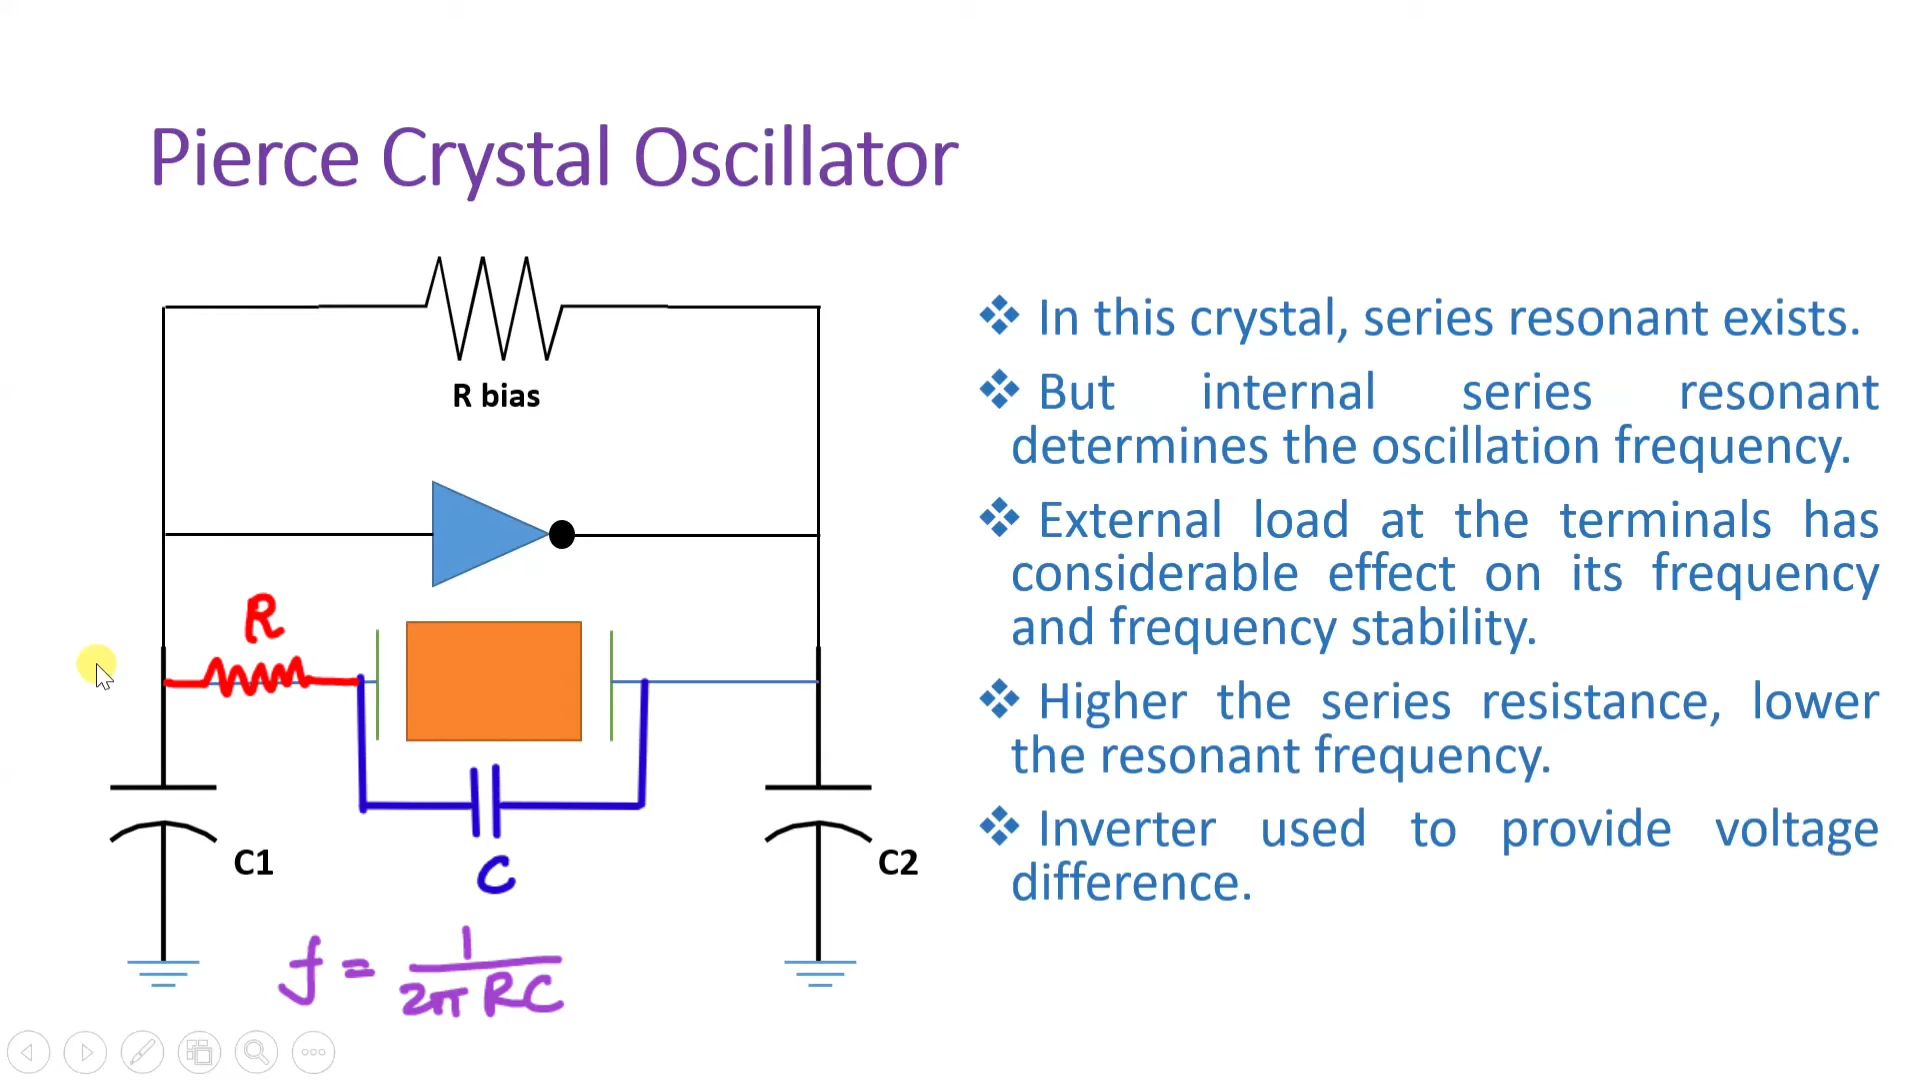 Pierce Crystal Oscillator
R bias
R
C1
C
C2
f = 1 / 2π RC
❖ In this crystal, series resonant exists.
❖ But internal series resonant
determines the oscillation frequency.
❖ External load at the terminals has
considerable effect on its frequency
and frequency stability.
❖ Higher the series resistance, lower
the resonant frequency.
❖ Inverter used to provide voltage
difference.